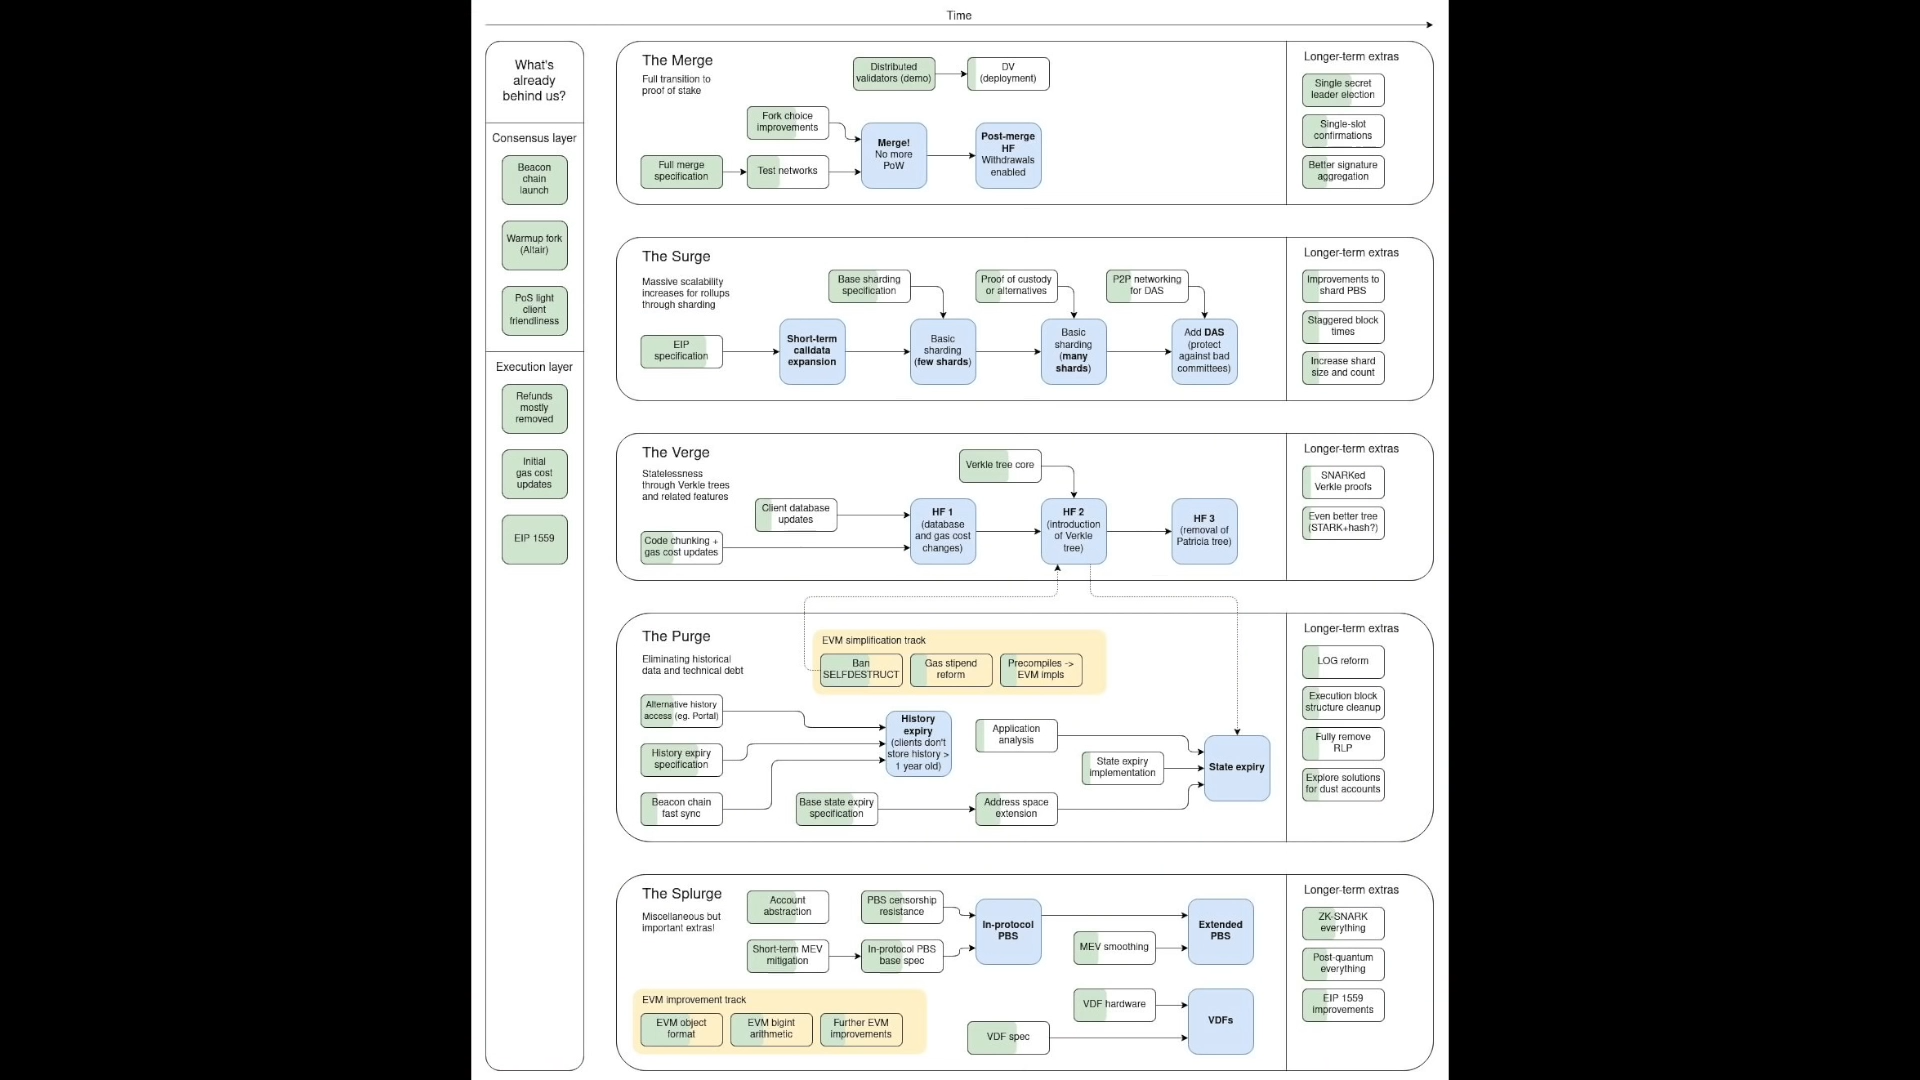 Time
What's
already
behind us?
Consensus layer
Beacon
chain
launch
Warmup fork
(Altair)
PoS light
client
friendliness
Execution layer
Refunds
mostly
removed
Initial
gas cost
updates
EIP 1559
The Merge
Full transition to
proof of stake
Distributed
validators (demo)
DV
(deployment)
Fork choice
improvements
Full merge
specification
Test networks
Merge!
No more
PoW
Post-merge
HF
Withdrawals
enabled
Longer-term extras
Single secret
leader election
Single-slot
confirmations
Better signature
aggregation
The Surge
Massive scalability
increases for rollups
through sharding
Base sharding
specification
Proof of custody
or alternatives
P2P networking
for DAS
EIP
specification
Short-term
calldata
expansion
Basic
sharding
(few shards)
Basic
sharding
(many
shards)
Add DAS
(protect
against bad
committees)
Longer-term extras
Improvements to
shard PBS
Staggered block
times
Increase shard
size and count
The Verge
Statelessness
through Verkle trees
and related features
Verkle tree core
Client database
updates
Code chunking +
gas cost updates
HF 1
(database
and gas cost
changes)
HF 2
(introduction
of Verkle
tree)
HF 3
(removal of
Patricia tree)
Longer-term extras
SNARKed
Verkle proofs
Even better tree
(STARK+hash?)
The Purge
Eliminating historical
data and technical debt
EVM simplification track
Ban
SELFDESTRUCT
Gas stipend
reform
Precompiles ->
EVM impls
Alternative history
access (eg. Portal)
History expiry
specification
Beacon chain
fast sync
History
expiry
(clients don't
store history >
1 year old)
Base state expiry
specification
Application
analysis
State expiry
implementation
Address space
extension
State expiry
Longer-term extras
LOG reform
Execution block
structure cleanup
Fully remove
RLP
Explore solutions
for dust accounts
The Splurge
Miscellaneous but
important extras!
Account
abstraction
PBS censorship
resistance
Short-term MEV
mitigation
In-protocol PBS
base spec
In-protocol
PBS
MEV smoothing
Extended
PBS
EVM improvement track
EVM object
format
EVM bigint
arithmetic
Further EVM
improvements
VDF hardware
VDF spec
VDFs
Longer-term extras
ZK-SNARK
everything
Post-quantum
everything
EIP 1559
improvements